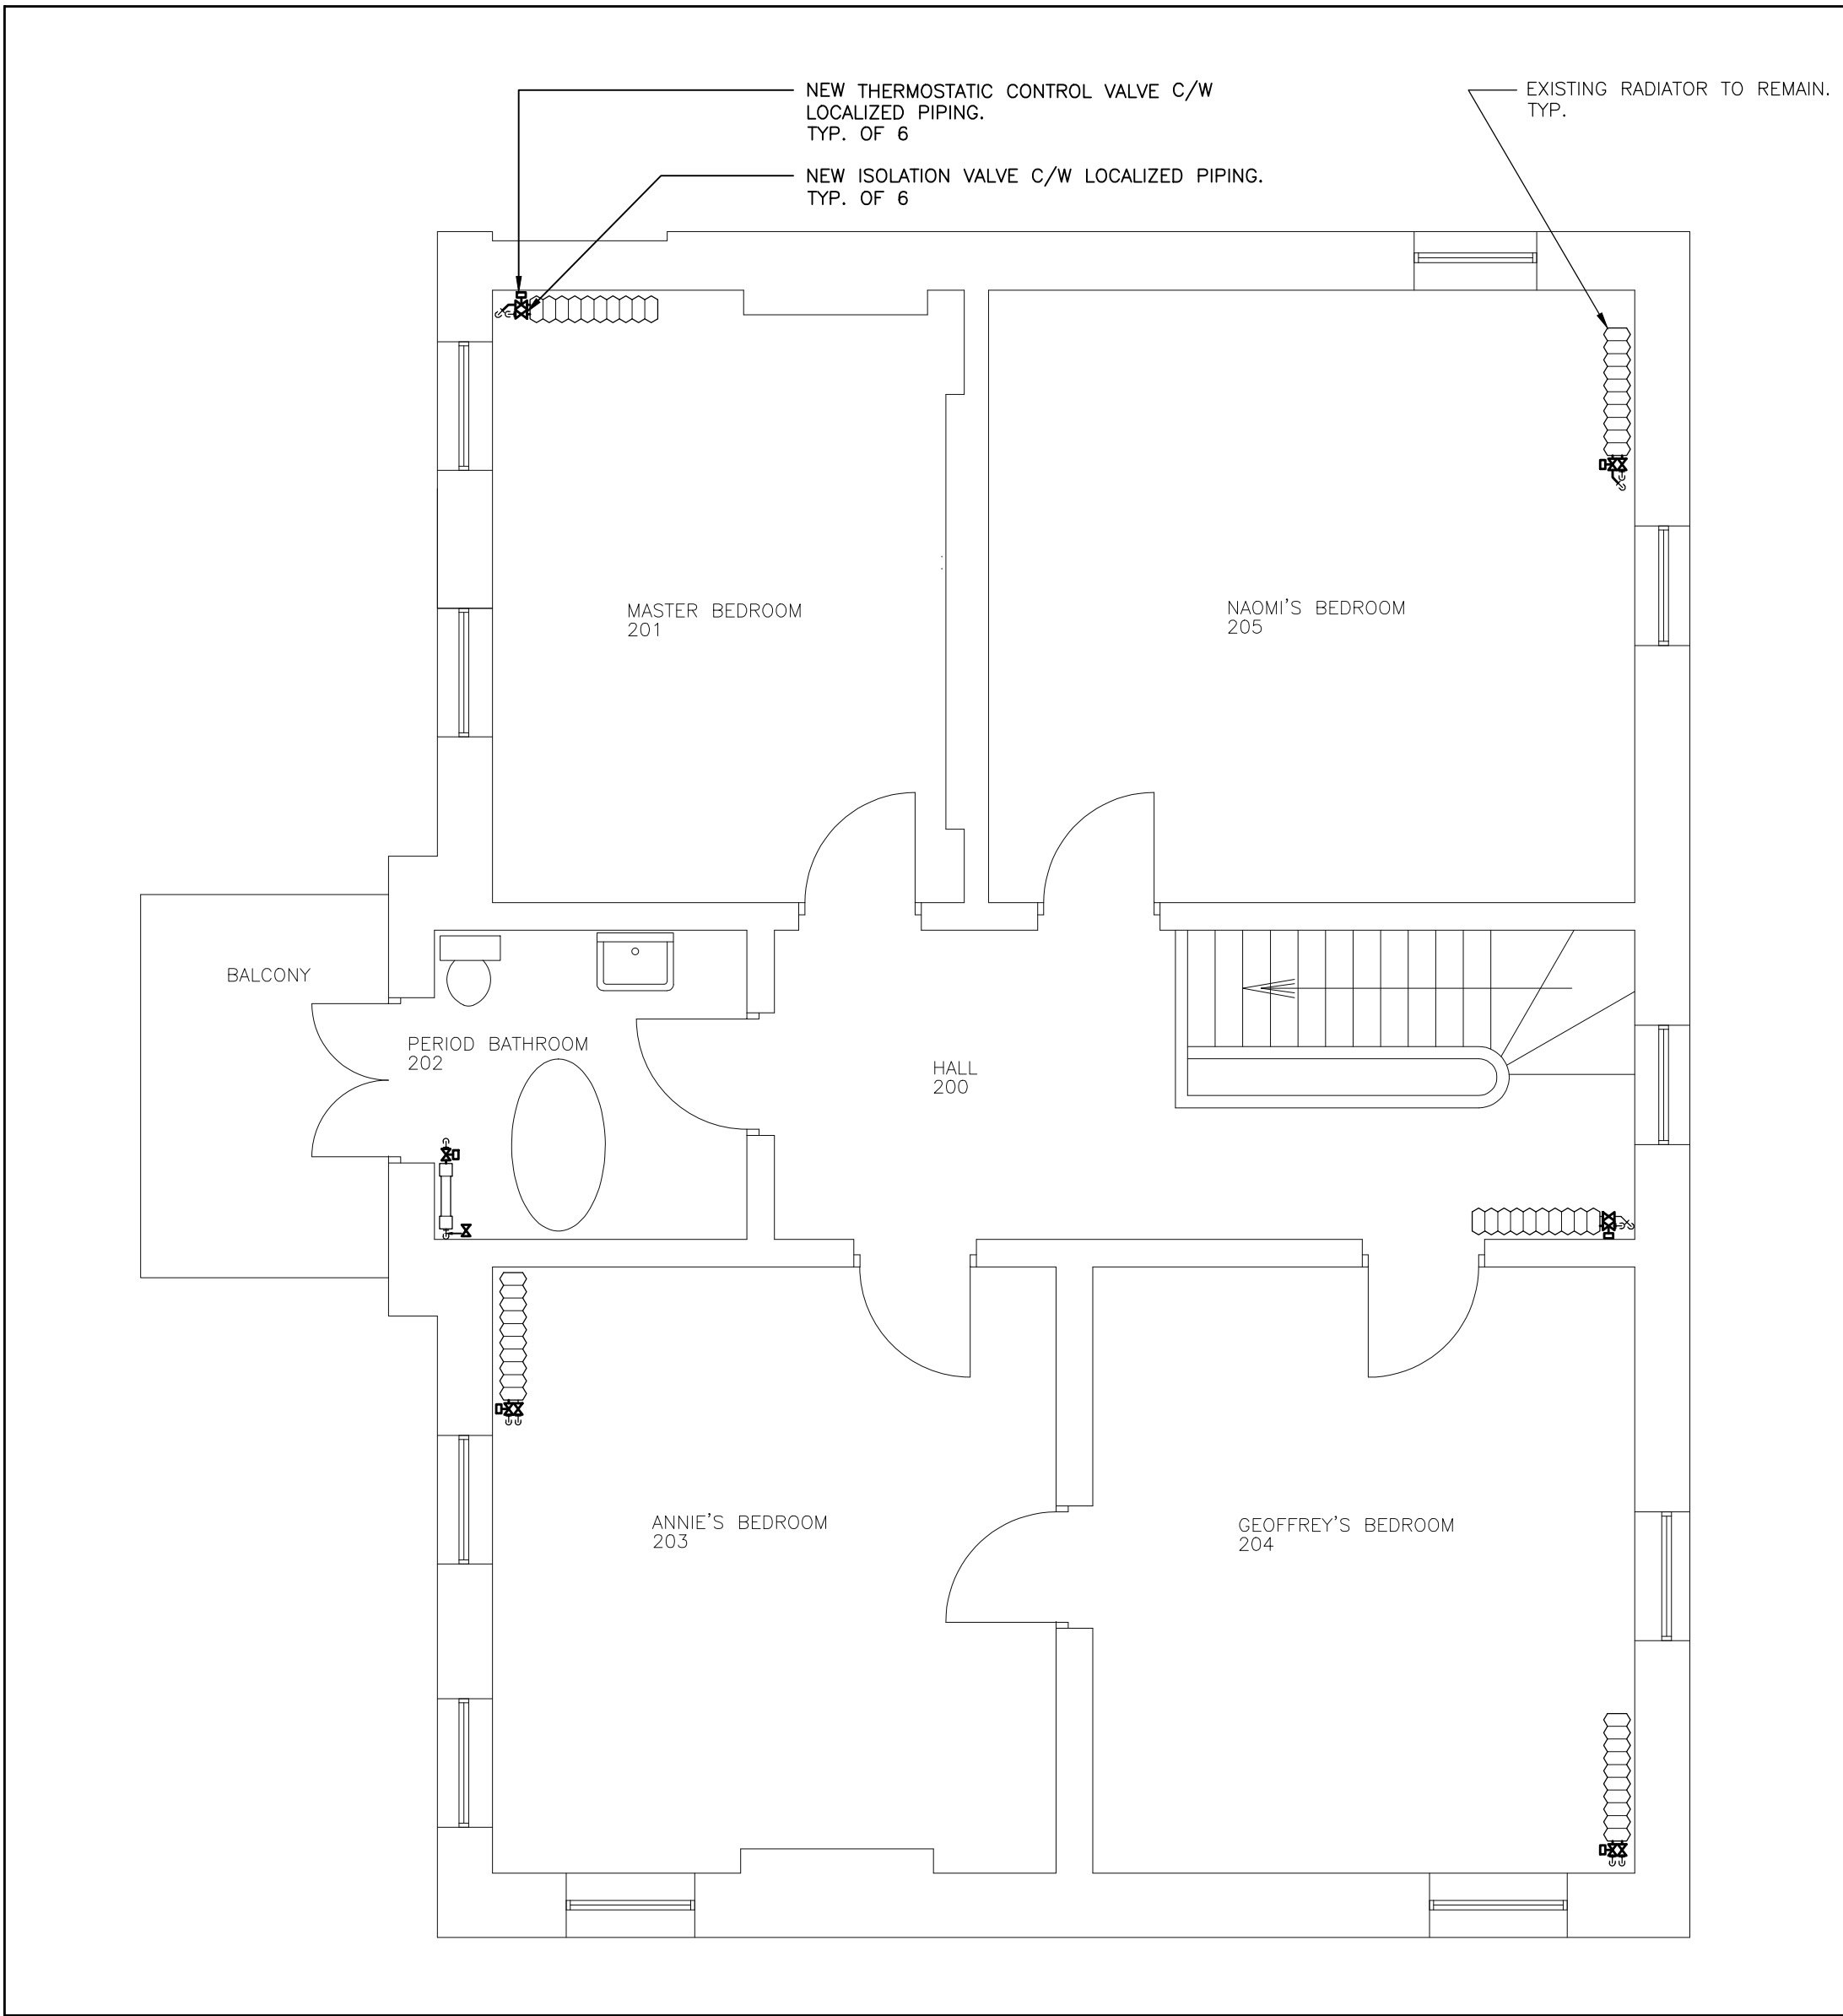 NEW THERMOSTATIC CONTROL VALVE C/W
LOCALIZED PIPING.
TYP. OF 6
NEW ISOLATION VALVE C/W LOCALIZED PIPING.
TYP. OF 6
EXISTING RADIATOR TO REMAIN.
TYP.
MASTER BEDROOM
201
NAOMI'S BEDROOM
205
BALCONY
PERIOD BATHROOM
202
HALL
200
ANNIE'S BEDROOM
203
GEOFFREY'S BEDROOM
204